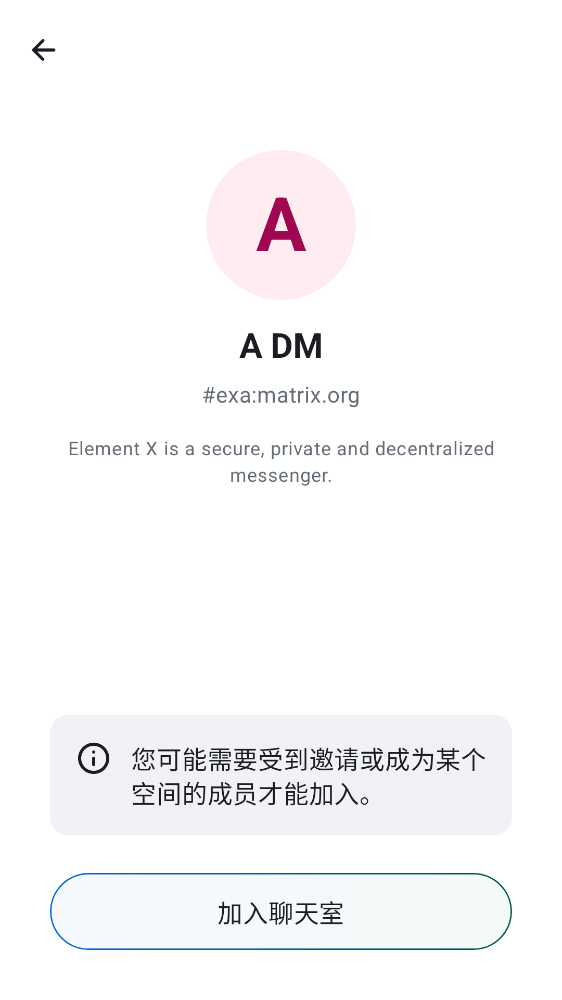 A
A DM
#exa:matrix.org
Element X is a secure, private and decentralized
messenger.
您可能需要受到邀请或成为某个
空间的成员才能加入。
加入聊天室